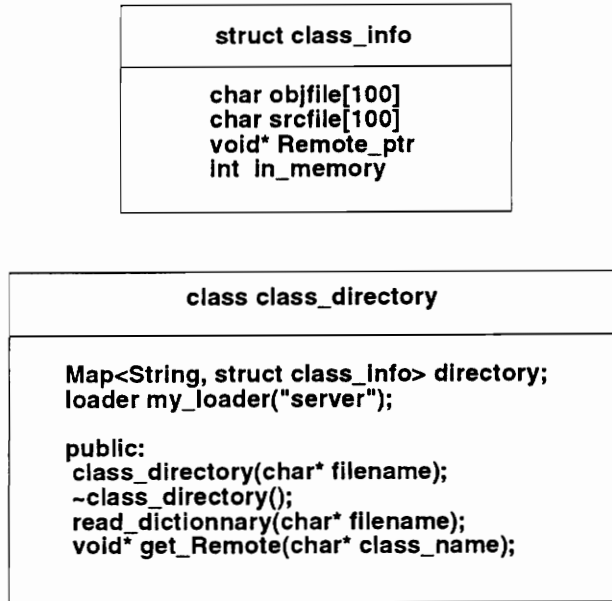 struct class_info
char objfile[100]
char srcfile[100]
void* Remote_ptr
int in_memory
class class_directory
Map<String, struct class_info> directory;
loader my_loader("server");
public:
class_directory(char* filename);
~class_directory();
read_dictionnary(char* filename);
void* get_Remote(char* class_name);